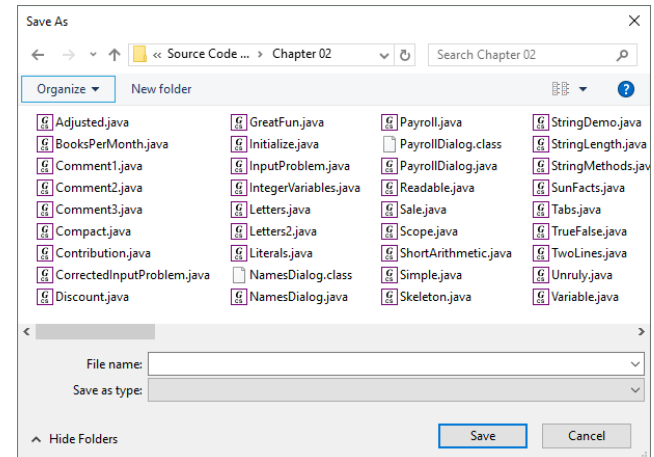 Save As
« Source Code ... > Chapter 02
Search Chapter 02
Organize
New folder
?
Adjusted.java
BooksPerMonth.java
Comment1.java
Comment2.java
Comment3.java
Compact.java
Contribution.java
CorrectedInputProblem.java
Discount.java
GreatFun.java
Initialize.java
InputProblem.java
IntegerVariables.java
Letters.java
Letters2.java
Literals.java
NamesDialog.class
NamesDialog.java
Payroll.java
PayrollDialog.class
PayrollDialog.java
Readable.java
Sale.java
Scope.java
ShortArithmetic.java
Simple.java
Skeleton.java
StringDemo.java
StringLength.java
StringMethods.jav
SunFacts.java
Tabs.java
TrueFalse.java
TwoLines.java
Unruly.java
Variable.java
File name:
Save as type:
Hide Folders
Save
Cancel